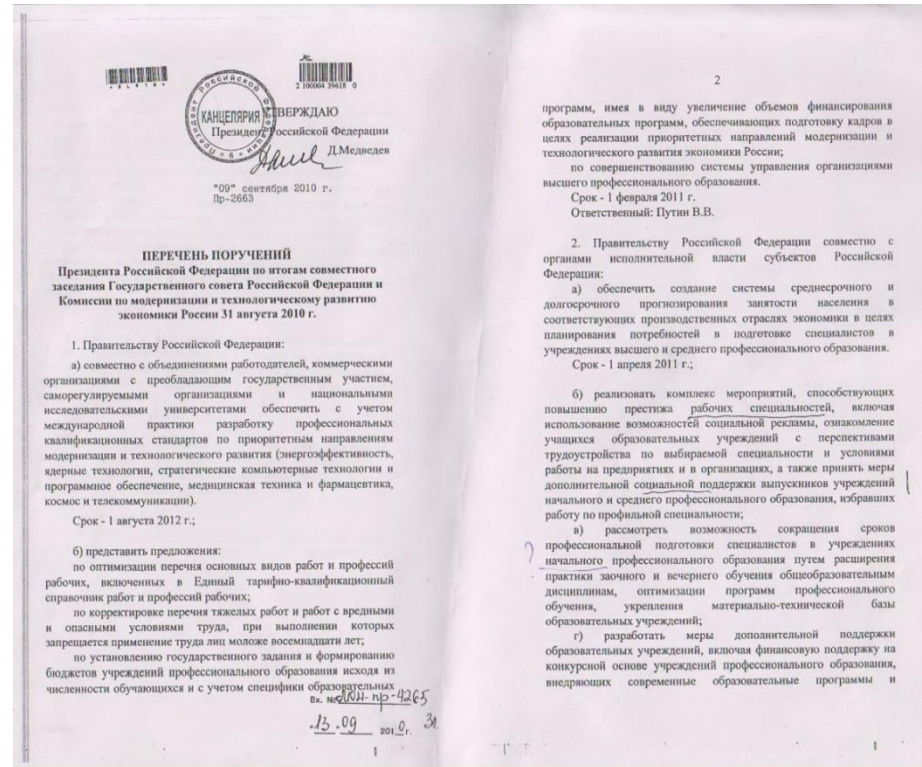 2 100004 39618 0
Президент Российской Федерации
КАНЦЕЛЯРИЯ
УТВЕРЖДАЮ
Президент Российской Федерации
Д.Медведев
"09" сентября 2010 г.
Пр-2663
ПЕРЕЧЕНЬ ПОРУЧЕНИЙ
Президента Российской Федерации по итогам совместного
заседания Государственного совета Российской Федерации и
Комиссии по модернизации и технологическому развитию
экономики России 31 августа 2010 г.
1. Правительству Российской Федерации:
а) совместно с объединениями работодателей, коммерческими
организациями с преобладающим государственным участием,
саморегулируемыми организациями и национальными
исследовательскими университетами обеспечить с учетом
международной практики разработку профессиональных
квалификационных стандартов по приоритетным направлениям
модернизации и технологического развития (энергоэффективность,
ядерные технологии, стратегические компьютерные технологии и
программное обеспечение, медицинская техника и фармацевтика,
космос и телекоммуникации).
Срок - 1 августа 2012 г.;
б) представить предложения:
по оптимизации перечня основных видов работ и профессий
рабочих, включенных в Единый тарифно-квалификационный
справочник работ и профессий рабочих;
по корректировке перечня тяжелых работ и работ с вредными
и опасными условиями труда, при выполнении которых
запрещается применение труда лиц моложе восемнадцати лет;
по установлению государственного задания и формированию
бюджетов учреждений профессионального образования исходя из
численности обучающихся и с учетом специфики образовательных
Вх. № МОН-пр-4265
13.09 2010 г. 31.
2
программ, имея в виду увеличение объемов финансирования
образовательных программ, обеспечивающих подготовку кадров в
целях реализации приоритетных направлений модернизации и
технологического развития экономики России;
по совершенствованию системы управления организациями
высшего профессионального образования.
Срок - 1 февраля 2011 г.
Ответственный: Путин В.В.
2. Правительству Российской Федерации совместно с
органами исполнительной власти субъектов Российской
Федерации:
а) обеспечить создание системы среднесрочного и
долгосрочного прогнозирования занятости населения в
соответствующих производственных отраслях экономики в целях
планирования потребностей в подготовке специалистов в
учреждениях высшего и среднего профессионального образования.
Срок - 1 апреля 2011 г.;
б) реализовать комплекс мероприятий, способствующих
повышению престижа рабочих специальностей, включая
использование возможностей социальной рекламы, ознакомление
учащихся образовательных учреждений с перспективами
трудоустройства по выбираемой специальности и условиями
работы на предприятиях и в организациях, а также принять меры
дополнительной социальной поддержки выпускников учреждений
начального и среднего профессионального образования, избравших
работу по профильной специальности;
в) рассмотреть возможность сокращения сроков
профессиональной подготовки специалистов в учреждениях
начального профессионального образования путем расширения
практики заочного и вечернего обучения общеобразовательным
дисциплинам, оптимизации программ профессионального
обучения, укрепления материально-технической базы
образовательных учреждений;
г) разработать меры дополнительной поддержки
образовательных учреждений, включая финансовую поддержку на
конкурсной основе учреждений профессионального образования,
внедряющих современные образовательные программы и